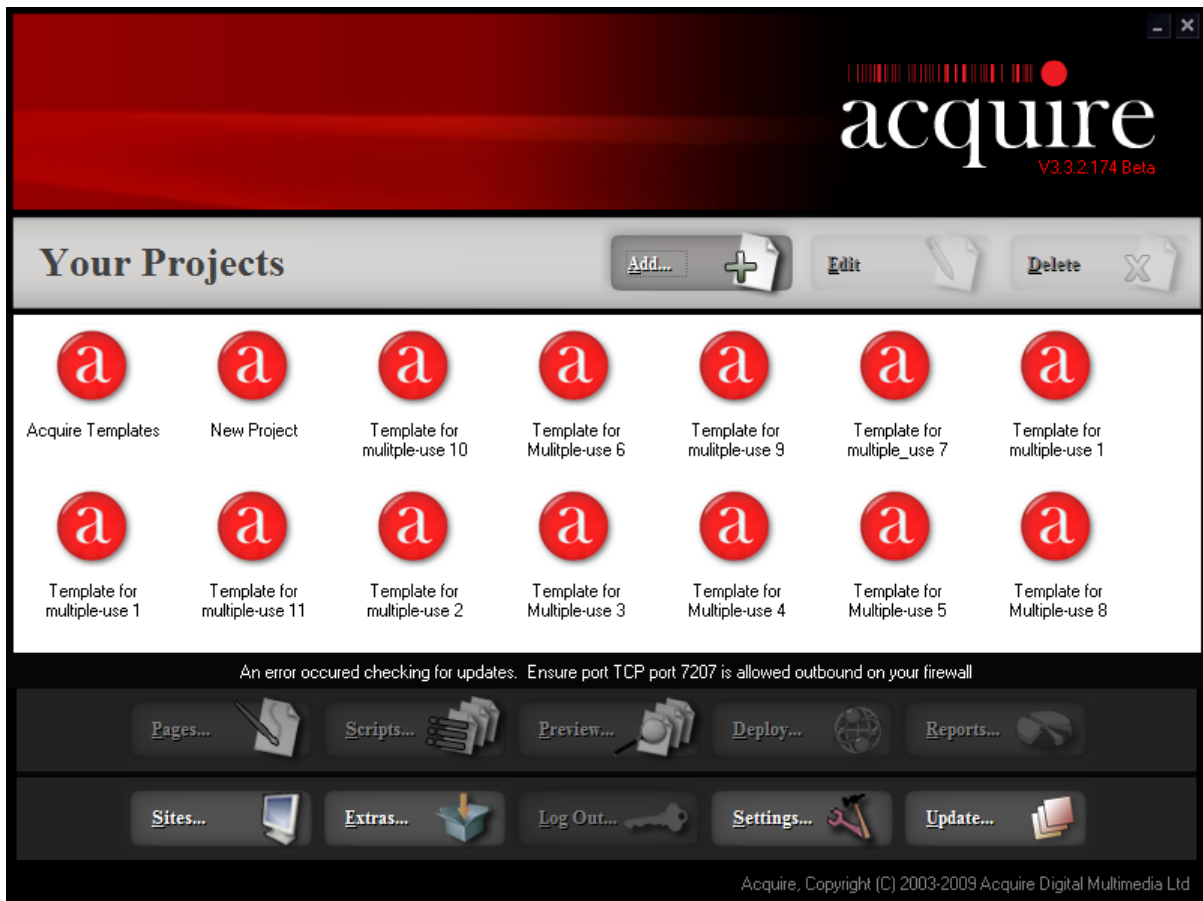 acquire
V3.3.2.174 Beta
Your Projects
Add...
Edit
Delete
a a a a a a a
Acquire Templates
New Project
Template for
mulitple-use 10
Template for
Mulitple-use 6
Template for
mulitple-use 9
Template for
multiple_use 7
Template for
multiple-use 1
a a a a a a a
Template for
multiple-use 1
Template for
multiple-use 11
Template for
multiple-use 2
Template for
Multiple-use 3
Template for
Multiple-use 4
Template for
Multiple-use 5
Template for
Multiple-use 8
An error occured checking for updates. Ensure port TCP port 7207 is allowed outbound on your firewall
Pages...
Scripts...
Preview...
Deploy...
Reports...
Sites...
Extras...
Log Out...
Settings...
Update...
Acquire, Copyright (C) 2003-2009 Acquire Digital Multimedia Ltd